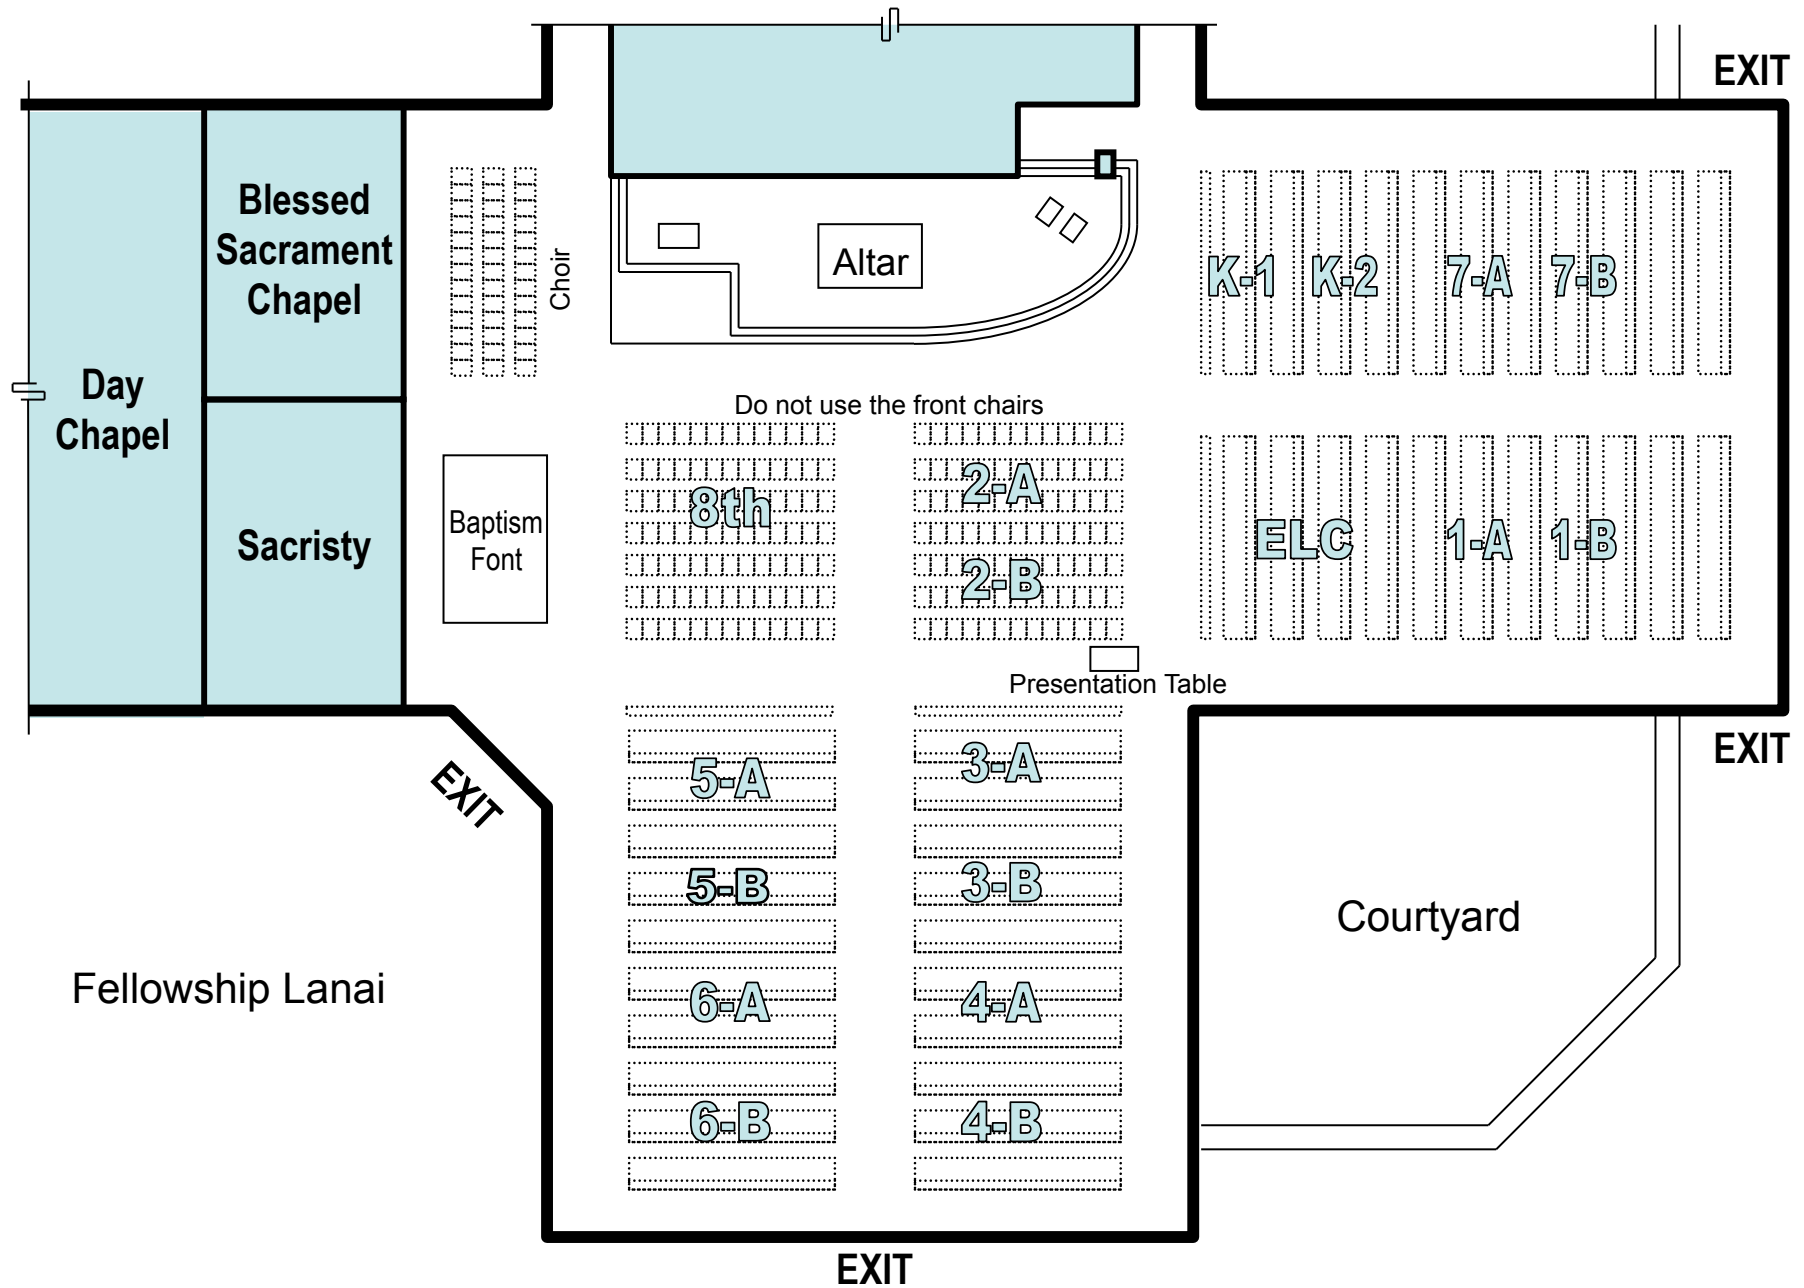 EXIT
Blessed
Sacrament
Chapel
Choir
Altar
K-1
K-2
7-A
7-B
Day
Chapel
Do not use the front chairs
8th
2-A
Baptism
Font
Sacristy
ELC
1-A
1-B
2-B
Presentation Table
EXIT
EXIT
5-A
3-A
5-B
3-B
Courtyard
Fellowship Lanai
6-A
4-A
6-B
4-B
EXIT